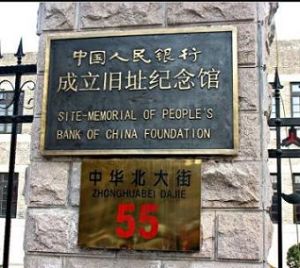 中国人民银行
成立旧址纪念馆
SITE-MEMORIAL OF PEOPLE'S
BANK OF CHINA FOUNDATION
中华北大街
ZHONGHUABEI DAJIE
55